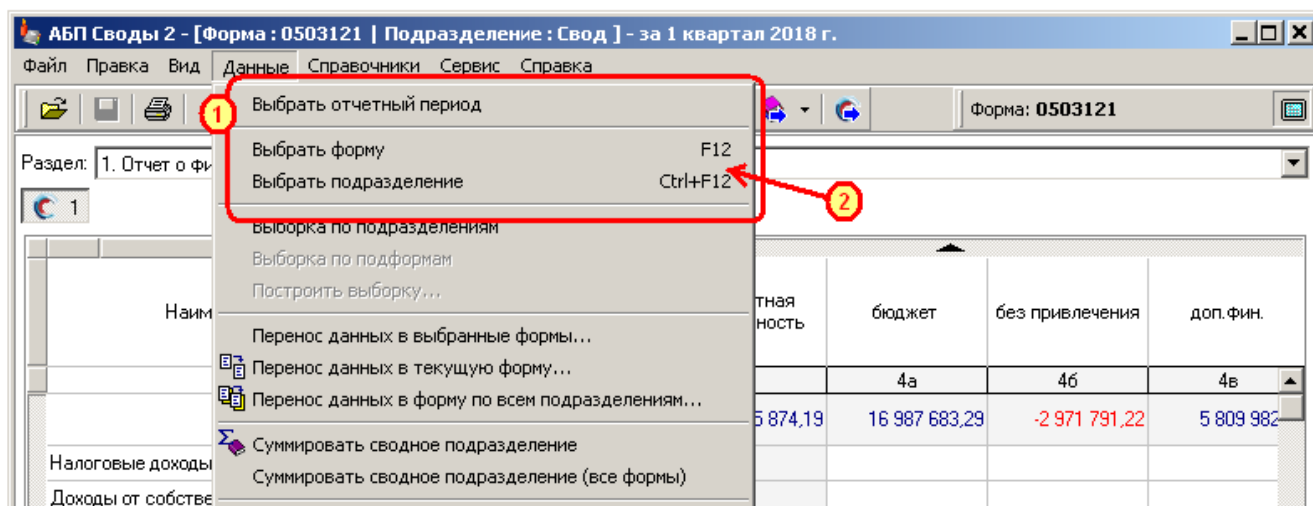 АБП Своды 2 - [Форма : 0503121 | Подразделение : Свод ] - за 1 квартал 2018 г.
Файл Правка Вид Данные Справочники Сервис Справка
1
Выбрать отчетный период
Форма: 0503121
Выбрать форму F12
Раздел: 1. Отчет о фи
Выбрать подразделение Ctrl+F12
1
2
Выборка по подразделениям
Выборка по подформам
Построить выборку...
Наим
тная
ность
бюджет
без привлечения
доп.фин.
Перенос данных в выбранные формы...
Перенос данных в текущую форму...
4а 4б 4в
Перенос данных в форму по всем подразделениям...
5 874,19 16 987 683,29 -2 971 791,22 5 809 982
Суммировать сводное подразделение
Налоговые доходы
Суммировать сводное подразделение (все формы)
Доходы от собстве